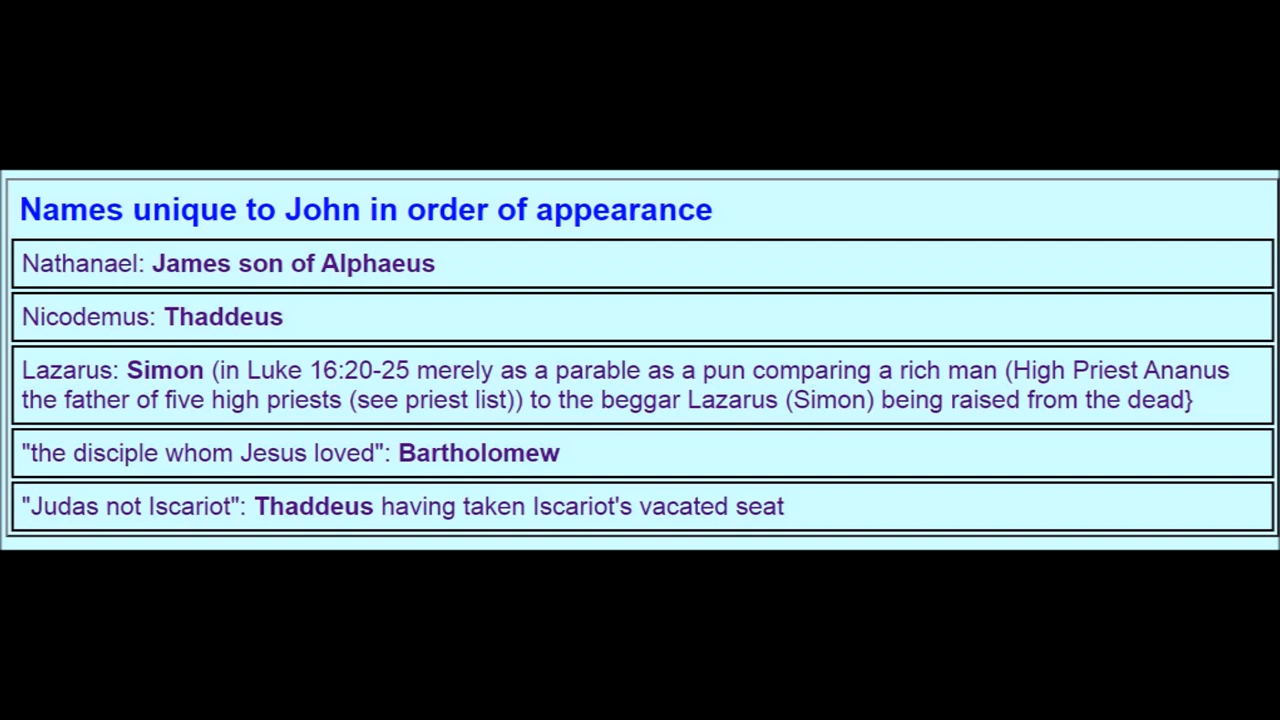 Names unique to John in order of appearance
Nathanael: James son of Alphaeus
Nicodemus: Thaddeus
Lazarus: Simon (in Luke 16:20-25 merely as a parable as a pun comparing a rich man (High Priest Ananus
the father of five high priests (see priest list)) to the beggar Lazarus (Simon) being raised from the dead}
"the disciple whom Jesus loved": Bartholomew
"Judas not Iscariot": Thaddeus having taken Iscariot's vacated seat